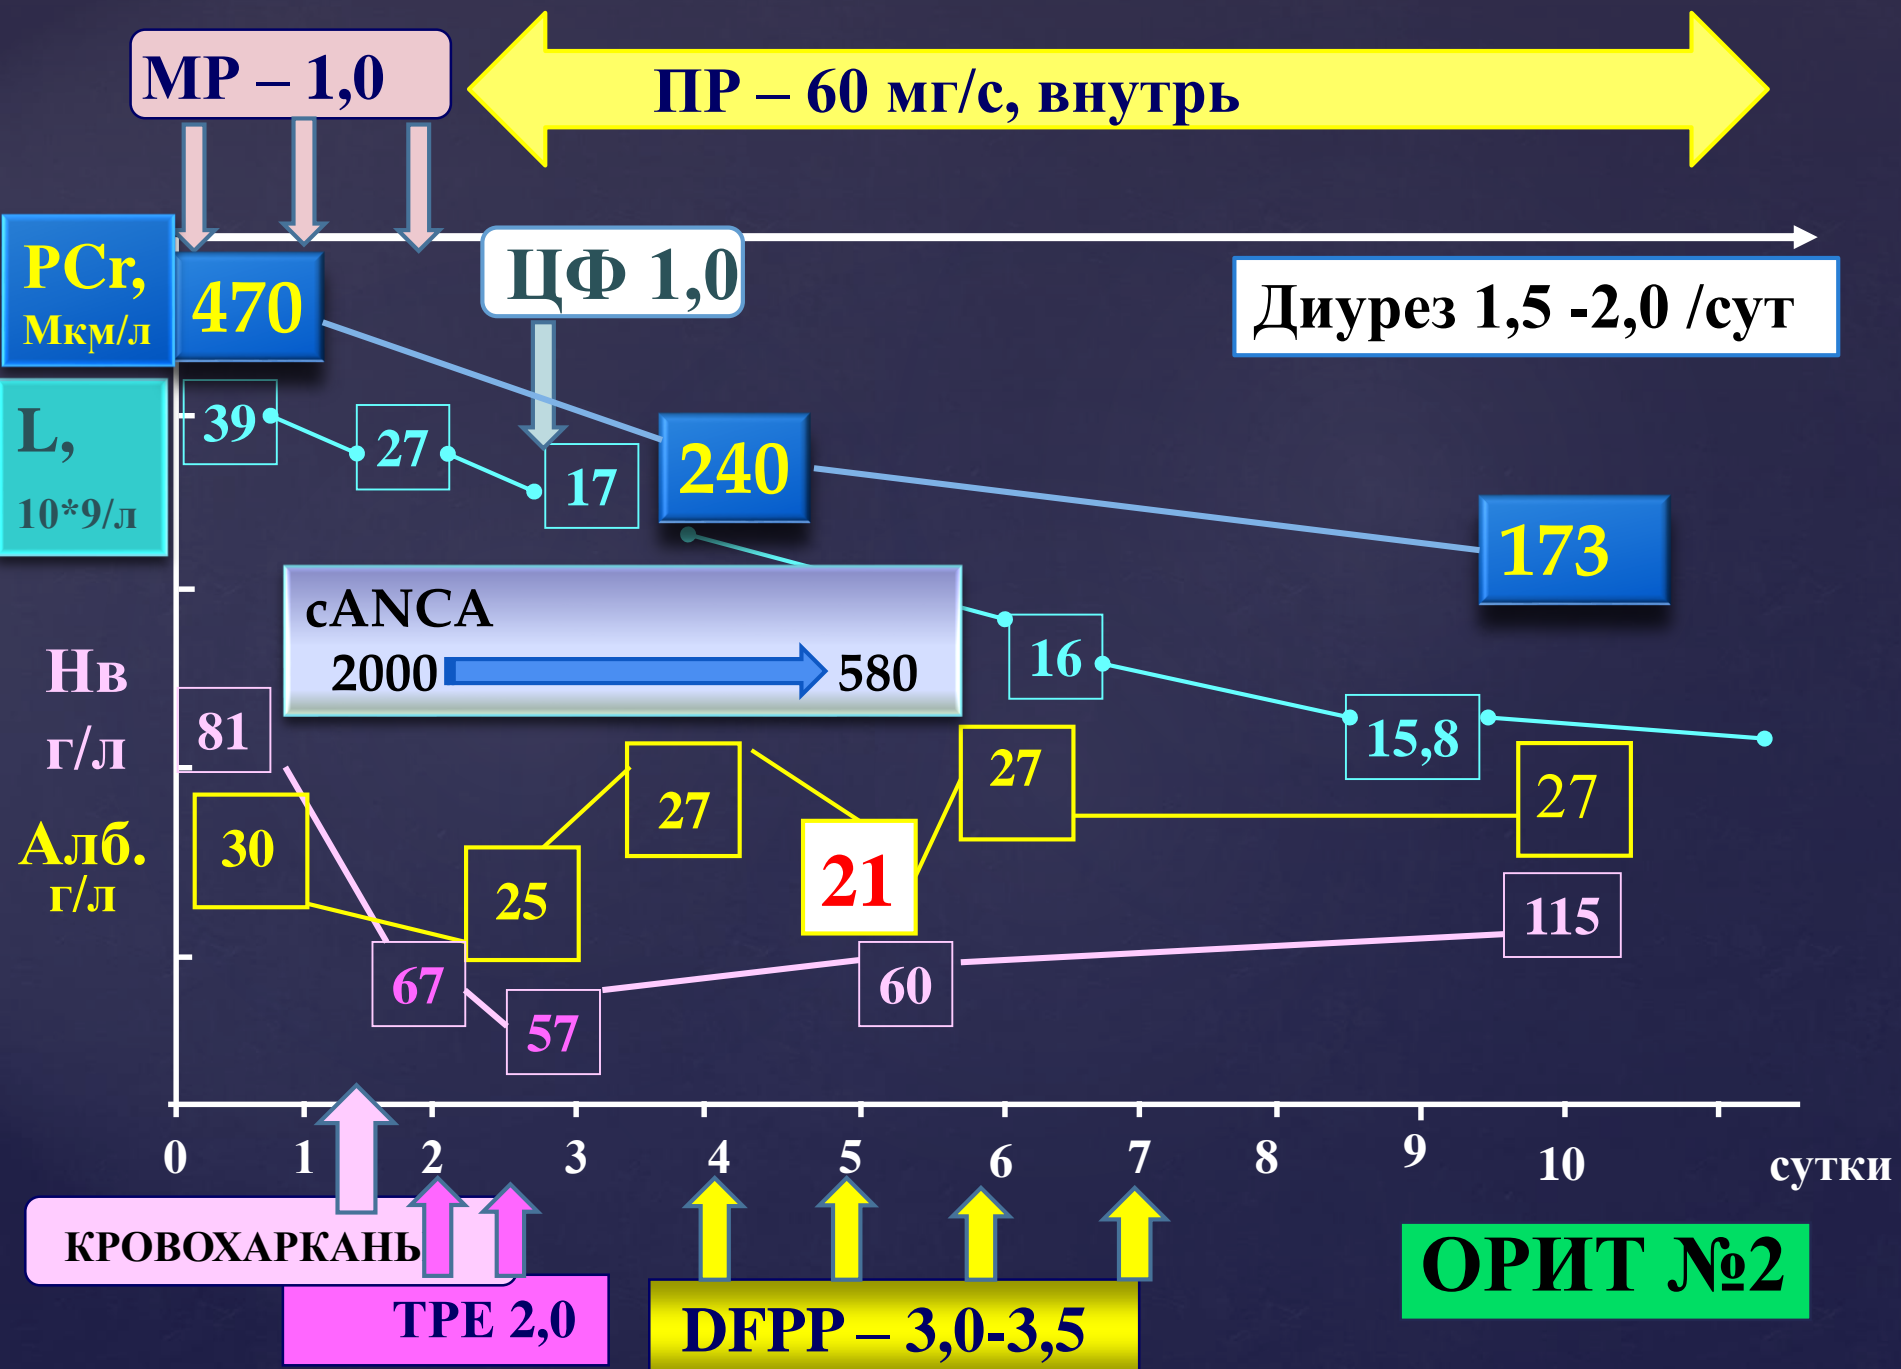 МР – 1,0
ПР – 60 мг/с, внутрь
PCr,
Мкм/л
470
ЦФ 1,0
Диурез 1,5 -2,0 /сут
L,
10*9/л
39
27
17
240
173
cANCA
2000
580
16
15,8
Нв
г/л
81
Алб.
г/л
30
25
27
21
27
27
67
57
60
115
0
1
2
3
4
5
6
7
8
9
10
сутки
КРОВОХАРКАНЬ
ТРЕ 2,0
DFPP – 3,0-3,5
ОРИТ №2